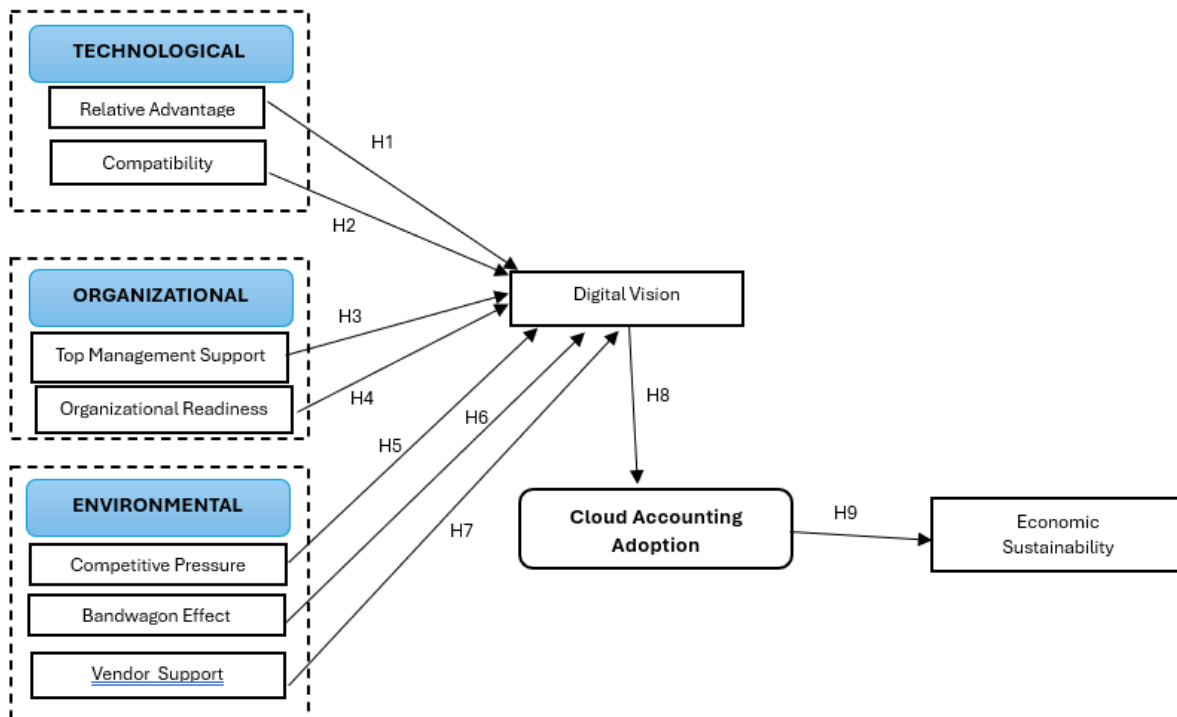 TECHNOLOGICAL
Relative Advantage
Compatibility
H1
H2
ORGANIZATIONAL
Top Management Support
Organizational Readiness
H3
H4
Digital Vision
ENVIRONMENTAL
Competitive Pressure
Bandwagon Effect
Vendor Support
H5
H6
H7
H8
Cloud Accounting
Adoption
H9
Economic
Sustainability